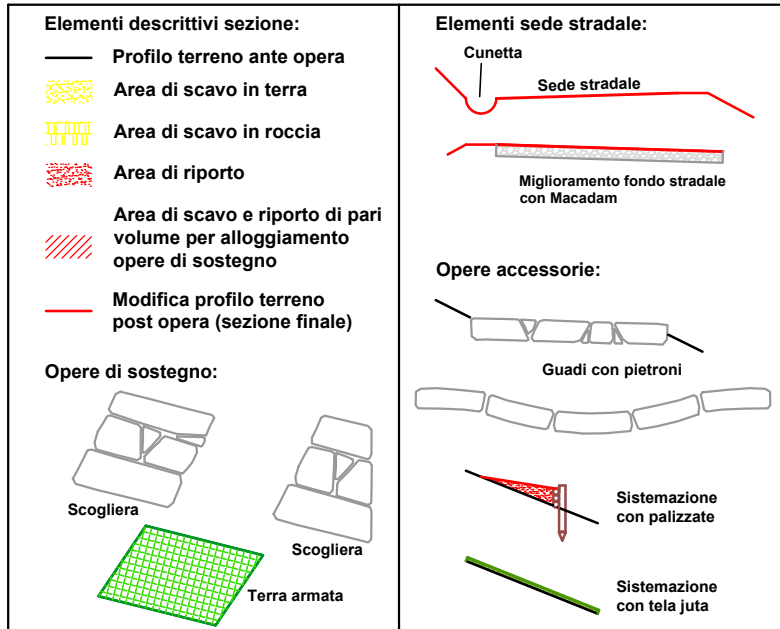 Elementi descrittivi sezione:
Profilo terreno ante opera
Area di scavo in terra
Area di scavo in roccia
Area di riporto
Area di scavo e riporto di pari
volume per alloggiamento
opere di sostegno
Modifica profilo terreno
post opera (sezione finale)
Opere di sostegno:
Scogliera
Scogliera
Terra armata
Elementi sede stradale:
Cunetta
Sede stradale
Miglioramento fondo stradale
con Macadam
Opere accessorie:
Guadi con pietroni
Sistemazione
con palizzate
Sistemazione
con tela juta